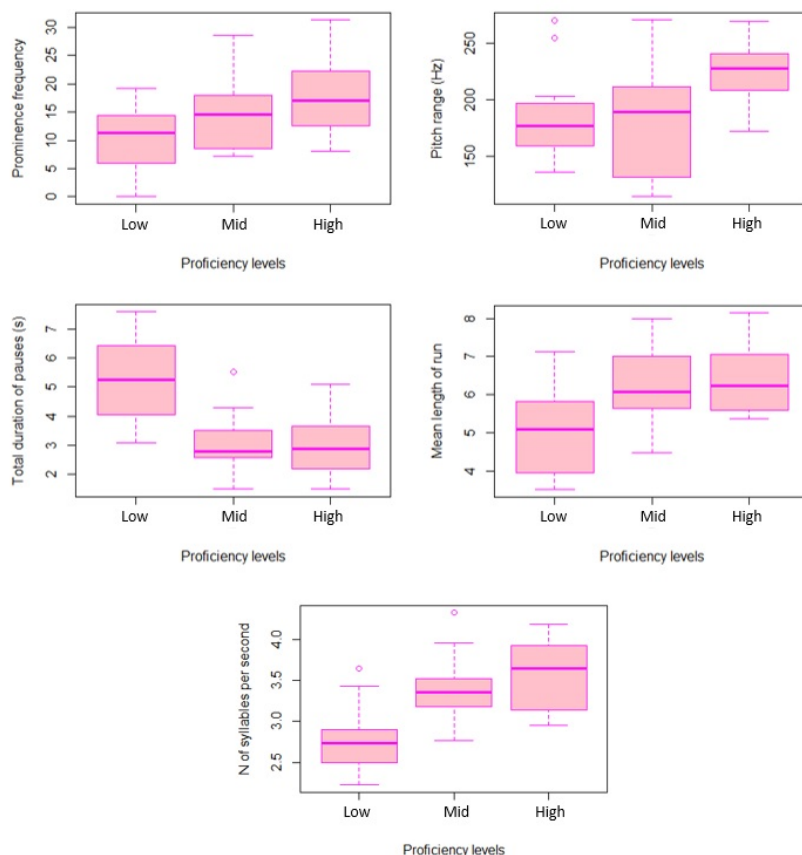 Prominence frequency
30
25
20
15
10
5
0
Low Mid High
Proficiency levels
Pitch range (Hz)
250
200
150
Low Mid High
Proficiency levels
Total duration of pauses (s)
7
6
5
4
3
2
Low Mid High
Proficiency levels
Mean length of run
8
7
6
5
4
Low Mid High
Proficiency levels
N of syllables per second
4.0
3.5
3.0
2.5
Low Mid High
Proficiency levels